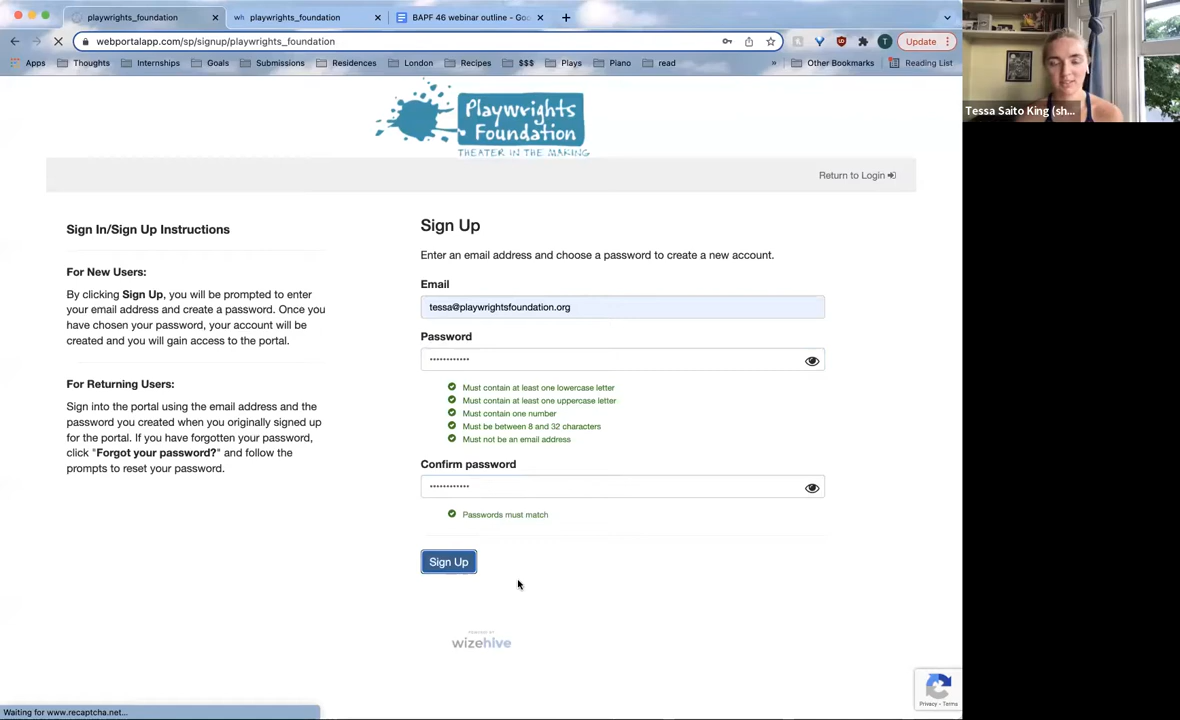 playwrights_foundation
wh playwrights_foundation
BAPF 46 webinar outline - Goo
webportalapp.com/sp/signup/playwrights_foundation
T
Update
Apps
Thoughts
Internships
Goals
Submissions
Residences
London
Recipes
$$$
Plays
Piano
read
»
Other Bookmarks
Reading List
Tessa Saito King (sh...
Playwrights
Foundation
THEATER IN THE MAKING
Return to Login
Sign In/Sign Up Instructions
For New Users:
By clicking Sign Up, you will be prompted to enter
your email address and create a password. Once you
have chosen your password, your account will be
created and you will gain access to the portal.
For Returning Users:
Sign into the portal using the email address and the
password you created when you originally signed up
for the portal. If you have forgotten your password,
click "Forgot your password?" and follow the
prompts to reset your password.
Sign Up
Enter an email address and choose a password to create a new account.
Email
tessa@playwrightsfoundation.org
Password
••••••••••••
Must contain at least one lowercase letter
Must contain at least one uppercase letter
Must contain one number
Must be between 8 and 32 characters
Must not be an email address
Confirm password
••••••••••••
Passwords must match
Sign Up
POWERED BY
wizehive
Privacy - Terms
Waiting for www.recaptcha.net...